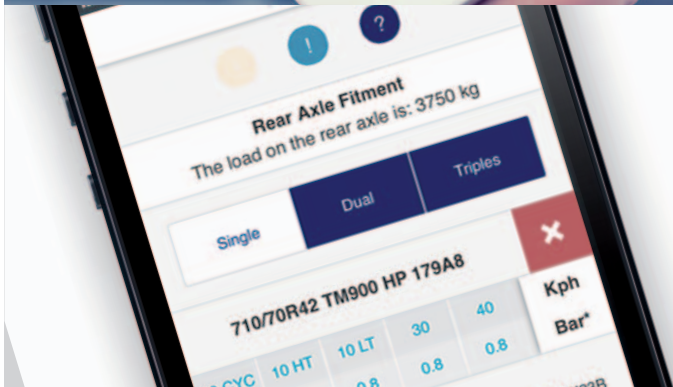 !
?
Rear Axle Fitment
The load on the rear axle is: 3750 kg
Single
Dual
Triples
710/70R42 TM900 HP 179A8
CYC
10 HT
10 LT
30
40
Kph
0.8
0.8
0.8
Bar*